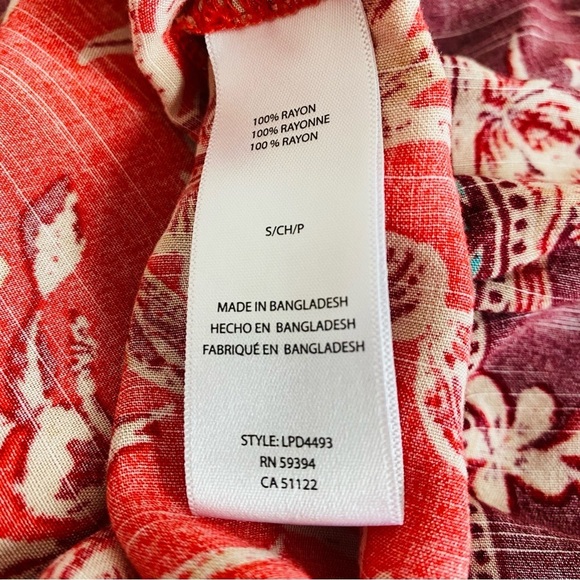 100% RAYON
100% RAYONNE
100 % RAYON
S/CH/P
MADE IN BANGLADESH
HECHO EN BANGLADESH
FABRIQUÉ EN BANGLADESH
STYLE: LPD4493
RN 59394
CA 51122